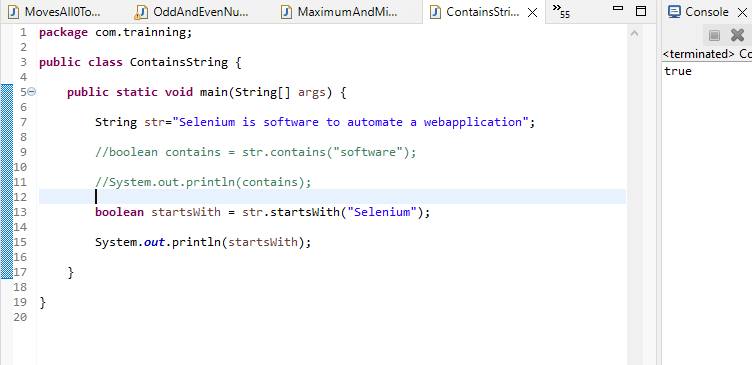 MovesAll0To...
OddAndEvenNu...
MaximumAndMi...
ContainsStri...
55
Console
<terminated> Co
true
1 package com.trainning;
2
3 public class ContainsString {
4
5 public static void main(String[] args) {
6
7 String str="Selenium is software to automate a webapplication";
8
9 //boolean contains = str.contains("software");
10
11 //System.out.println(contains);
12
13 boolean startsWith = str.startsWith("Selenium");
14
15 System.out.println(startsWith);
16
17 }
18
19 }
20